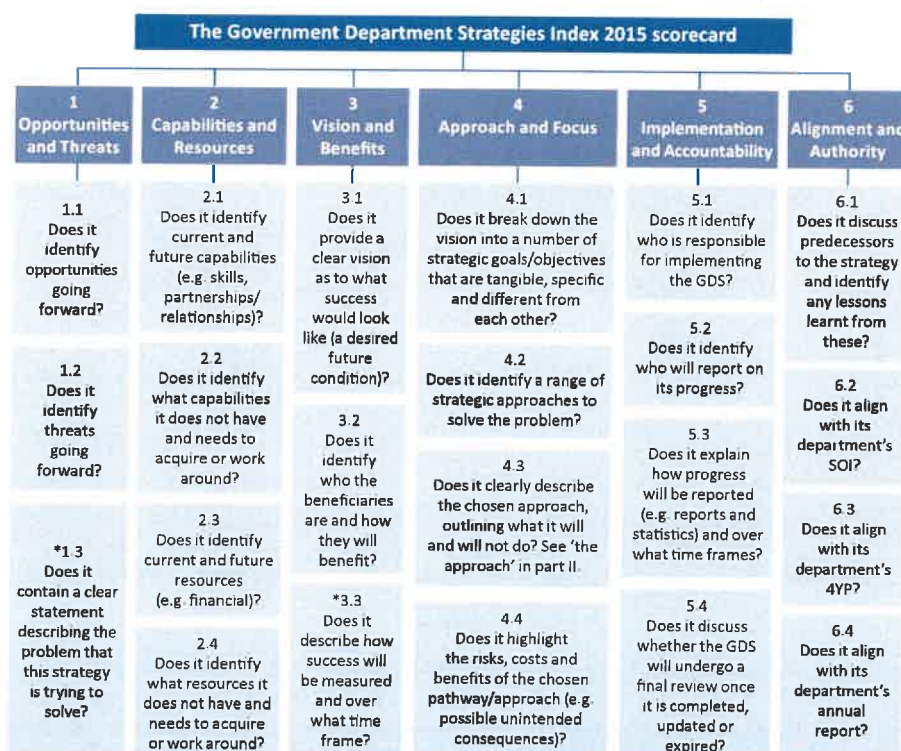 The Government Department Strategies Index 2015 scorecard
1
Opportunities
and Threats
1.1
Does it
identify
opportunities
going
forward?
1.2
Does it
identify
threats
going
forward?
*1.3
Does it
contain a clear
statement
describing the
problem that
this strategy
is trying to
solve?
2
Capabilities and
Resources
2.1
Does it identify
current and
future capabilities
(e.g. skills,
partnerships/
relationships)?
2.2
Does it identify
what capabilities
it does not have
and needs to
acquire or work
around?
2.3
Does it identify
current and future
resources
(e.g. financial)?
2.4
Does it identify
what resources it
does not have and
needs to acquire
or work around?
3
Vision and
Benefits
3.1
Does it
provide a
clear vision
as to what
success
would look
like (a desired
future
condition)?
3.2
Does it
identify
who the
beneficiaries
are and how
they will
benefit?
*3.3
Does it
describe how
success will
be measured
and over
what time
frame?
4
Approach and Focus
4.1
Does it break down the
vision into a number of
strategic goals/objectives
that are tangible, specific
and different from
each other?
4.2
Does it identify a range of
strategic approaches to
solve the problem?
4.3
Does it clearly describe
the chosen approach,
outlining what it will
and will not do? See 'the
approach' in part II
4.4
Does it highlight
the risks, costs and
benefits of the chosen
pathway/approach (e.g.
possible unintended
consequences)?
5
Implementation
and Accountability
5.1
Does it identify
who is responsible
for implementing
the GDS?
5.2
Does it identify
who will report on
its progress?
5.3
Does it explain
how progress
will be reported
(e.g. reports and
statistics) and over
what time frames?
5.4
Does it discuss
whether the GDS
will undergo a
final review once
it is completed,
updated or
expired?
6
Alignment and
Authority
6.1
Does it discuss
predecessors
to the strategy
and identify
any lessons
learnt from
these?
6.2
Does it align
with its
department's
SOI?
6.3
Does it align
with its
department's
4YP?
6.4
Does it align
with its
department's
annual
report?